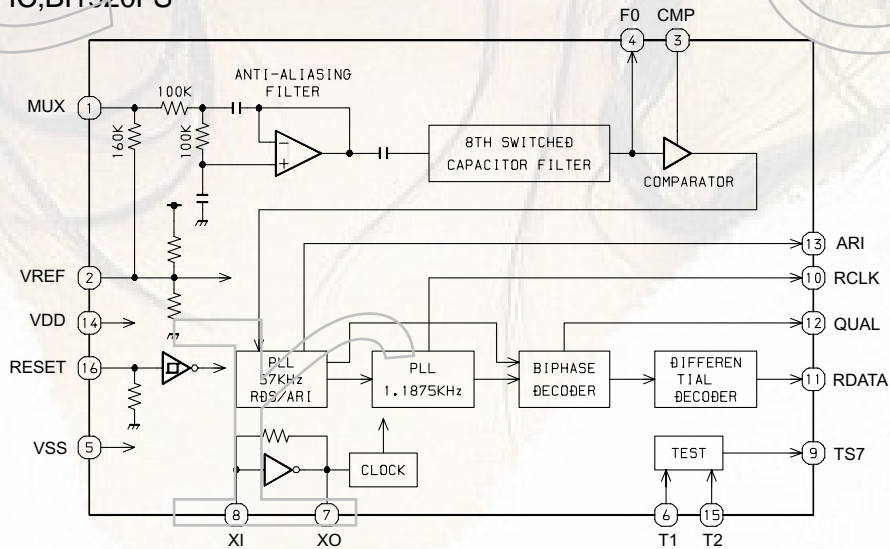 F0 CMP
4 3
ANTI-ALIASING
FILTER
MUX 1
100K
160K
100K
8TH SWITCHED
CAPACITOR FILTER
COMPARATOR
13 ARI
VREF 2
10 RCLK
VDD 14
12 QUAL
RESET 16
PLL
57KHz
RDS/ARI
PLL
1.1875KHz
BIPHASE
DECODER
DIFFEREN
TIAL
DECODER
11 RDATA
VSS 5
CLOCK
TEST
9 TS7
8 7 6 15
XI XO T1 T2